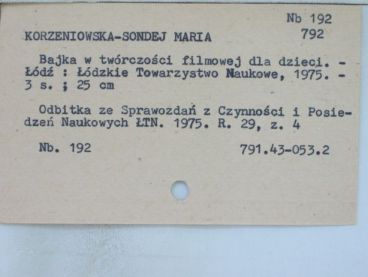 Nb 192
KORZENIOWSKA-SONDEJ MARIA 792
Bajka w twórczości filmowej dla dzieci. -
Łódź : Łódzkie Towarzystwo Naukowe, 1975. -
3 s. ; 25 cm
Odbitka ze Sprawozdań z Czynności i Posie-
dzeń Naukowych ŁTN. 1975. R. 29, z. 4
Nb. 192 791.43-053.2